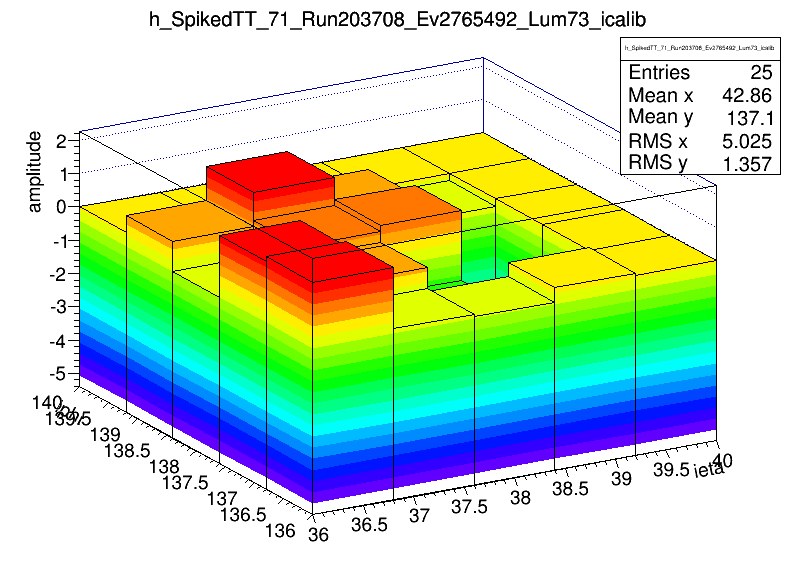 h_SpikedTT_71_Run203708_Ev2765492_Lum73_icalib
h_SpikedTT_71_Run203708_Ev2765492_Lum73_icalib
Entries 25
Mean x 42.86
Mean y 137.1
RMS x 5.025
RMS y 1.357
amplitude
2
1
0
-1
-2
-3
-4
-5
140
139.5
139
138.5
138
137.5
137
136.5
136
36
36.5
37
37.5
38
38.5
39
39.5
40
ieta